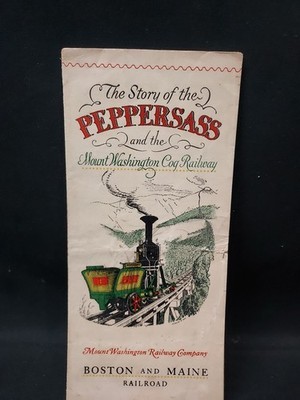 The Story of the
PEPPERSASS
and the
Mount Washington Cog Railway
Mount Washington Railway Company
BOSTON AND MAINE
RAILROAD